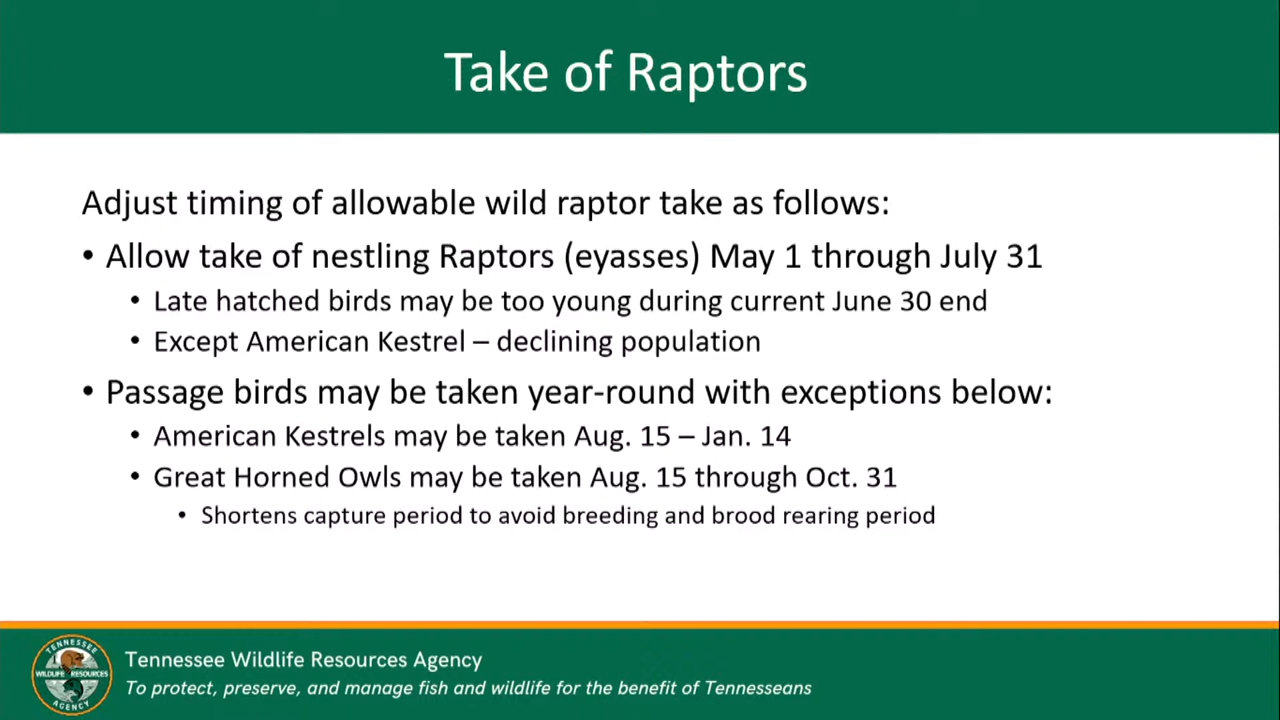 Take of Raptors
Adjust timing of allowable wild raptor take as follows:
• Allow take of nestling Raptors (eyasses) May 1 through July 31
• Late hatched birds may be too young during current June 30 end
• Except American Kestrel – declining population
• Passage birds may be taken year-round with exceptions below:
• American Kestrels may be taken Aug. 15 – Jan. 14
• Great Horned Owls may be taken Aug. 15 through Oct. 31
• Shortens capture period to avoid breeding and brood rearing period
TENNESSEE
WILDLIFE RESOURCES
AGENCY
Tennessee Wildlife Resources Agency
To protect, preserve, and manage fish and wildlife for the benefit of Tennesseans